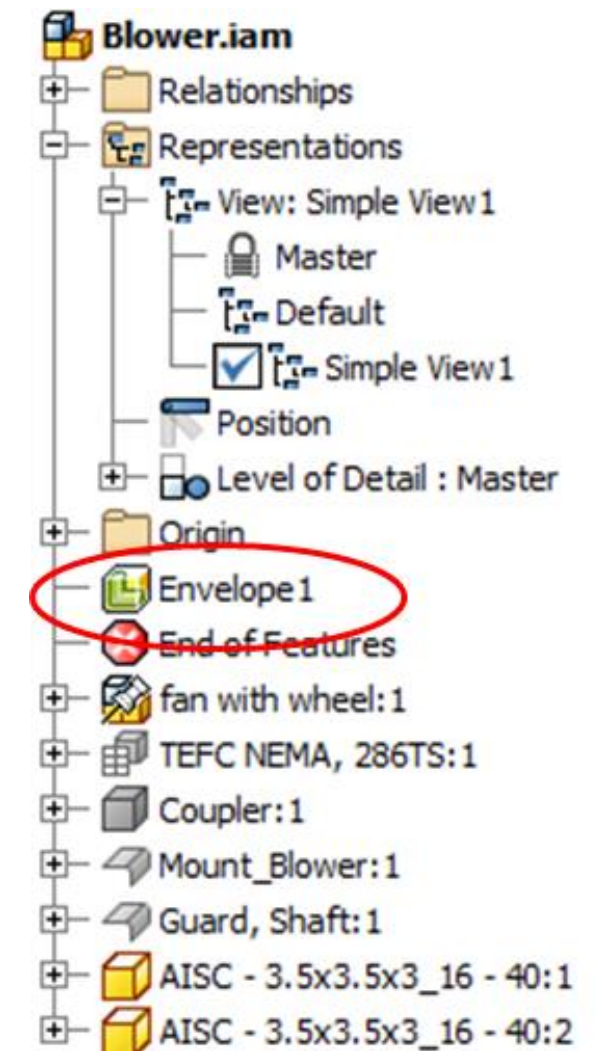 Blower.iam
Relationships
Representations
View: Simple View1
Master
Default
Simple View1
Position
Level of Detail : Master
Origin
Envelope1
End of Features
fan with wheel:1
TEFC NEMA, 286TS:1
Coupler:1
Mount_Blower:1
Guard, Shaft:1
AISC - 3.5x3.5x3_16 - 40:1
AISC - 3.5x3.5x3_16 - 40:2